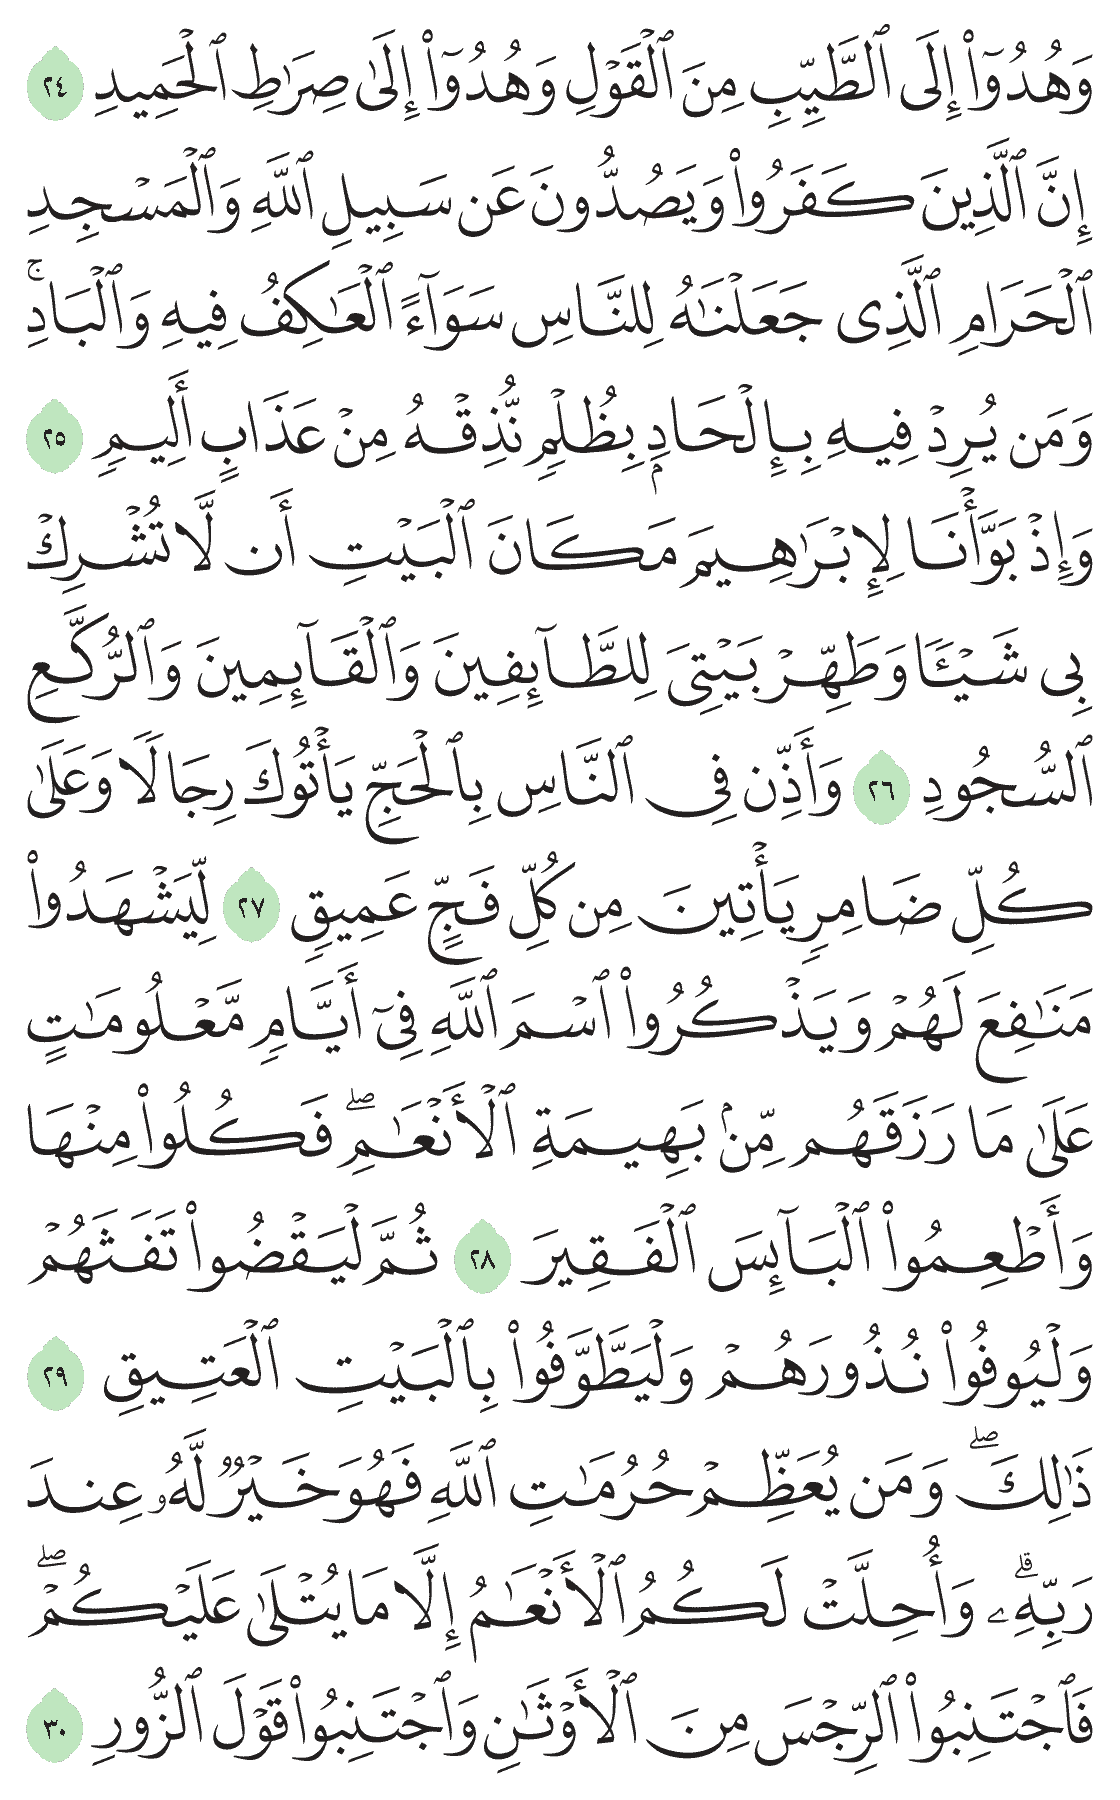 وَهُدُوٓا۟ إِلَى ٱلطَّيِّبِ مِنَ ٱلْقَوْلِ وَهُدُوٓا۟ إِلَىٰ صِرَٰطِ ٱلْحَمِيدِ ٢٤
إِنَّ ٱلَّذِينَ كَفَرُوا۟ وَيَصُدُّونَ عَن سَبِيلِ ٱللَّهِ وَٱلْمَسْجِدِ
ٱلْحَرَامِ ٱلَّذِى جَعَلْنَٰهُ لِلنَّاسِ سَوَآءً ٱلْعَٰكِفُ فِيهِ وَٱلْبَادِ ۚ
وَمَن يُرِدْ فِيهِ بِإِلْحَادٍۭ بِظُلْمٍ نُّذِقْهُ مِنْ عَذَابٍ أَلِيمٍ ٢٥
وَإِذْ بَوَّأْنَا لِإِبْرَٰهِيمَ مَكَانَ ٱلْبَيْتِ أَن لَّا تُشْرِكْ
بِى شَيْـًٔا وَطَهِّرْ بَيْتِىَ لِلطَّآئِفِينَ وَٱلْقَآئِمِينَ وَٱلرُّكَّعِ
ٱلسُّجُودِ ٢٦ وَأَذِّن فِى ٱلنَّاسِ بِٱلْحَجِّ يَأْتُوكَ رِجَالًا وَعَلَىٰ
كُلِّ ضَامِرٍ يَأْتِينَ مِن كُلِّ فَجٍّ عَمِيقٍ ٢٧ لِّيَشْهَدُوا۟
مَنَٰفِعَ لَهُمْ وَيَذْكُرُوا۟ ٱسْمَ ٱللَّهِ فِىٓ أَيَّامٍ مَّعْلُومَٰتٍ
عَلَىٰ مَا رَزَقَهُم مِّنۢ بَهِيمَةِ ٱلْأَنْعَٰمِ ۖ فَكُلُوا۟ مِنْهَا
وَأَطْعِمُوا۟ ٱلْبَآئِسَ ٱلْفَقِيرَ ٢٨ ثُمَّ لْيَقْضُوا۟ تَفَثَهُمْ
وَلْيُوفُوا۟ نُذُورَهُمْ وَلْيَطَّوَّفُوا۟ بِٱلْبَيْتِ ٱلْعَتِيقِ ٢٩
ذَٰلِكَ ۖ وَمَن يُعَظِّمْ حُرُمَٰتِ ٱللَّهِ فَهُوَ خَيْرٌ لَّهُۥ عِندَ
رَبِّهِۦ ۗ وَأُحِلَّتْ لَكُمُ ٱلْأَنْعَٰمُ إِلَّا مَا يُتْلَىٰ عَلَيْكُمْ ۖ
فَٱجْتَنِبُوا۟ ٱلرِّجْسَ مِنَ ٱلْأَوْثَٰنِ وَٱجْتَنِبُوا۟ قَوْلَ ٱلزُّورِ ٣٠